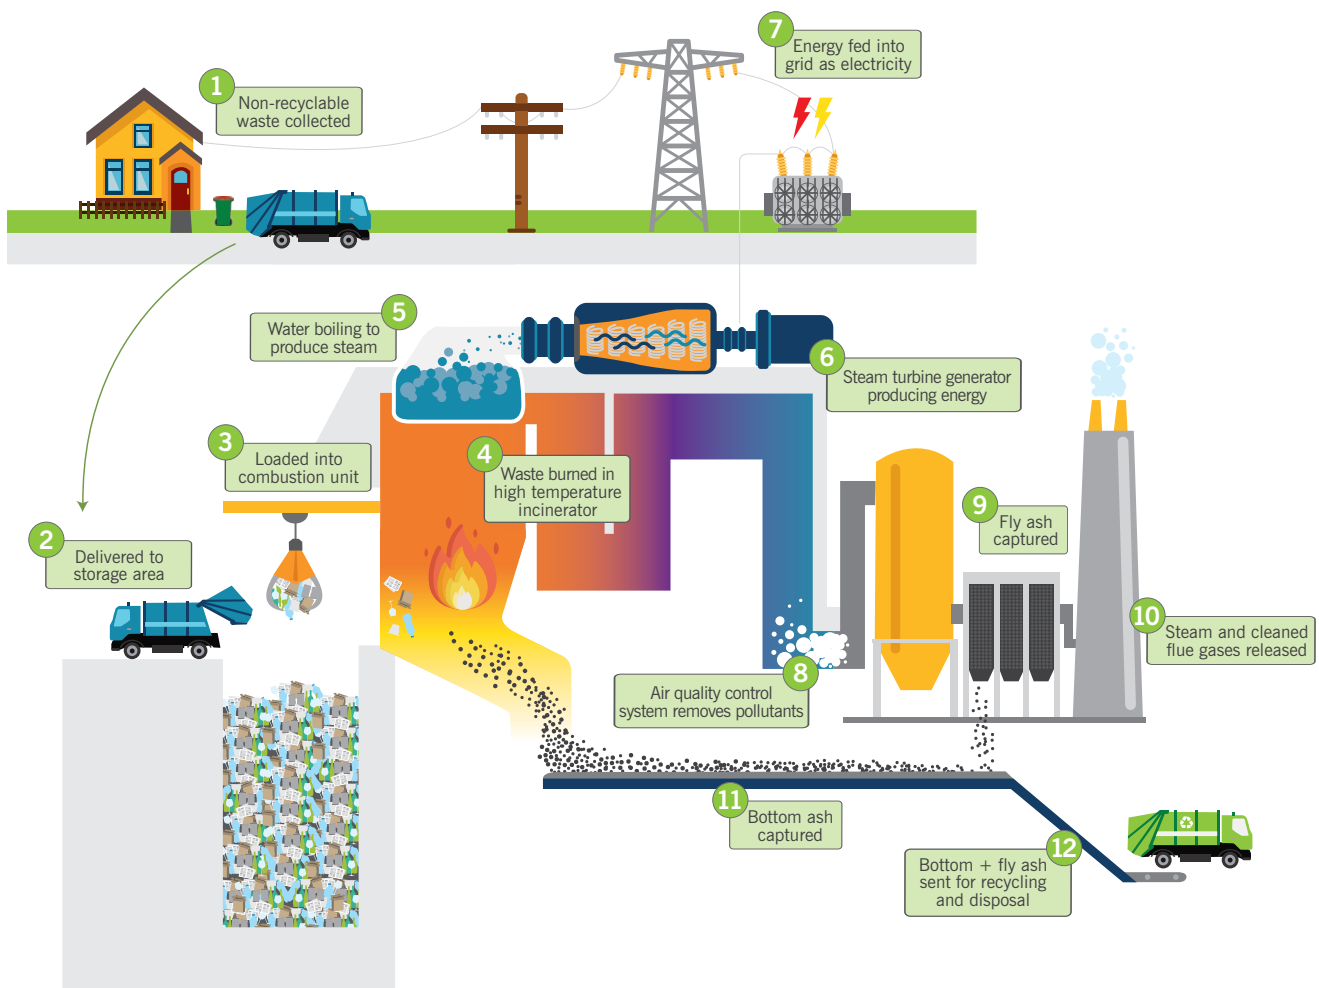 1
Non-recyclable
waste collected
2
Delivered to
storage area
3
Loaded into
combustion unit
4
Waste burned in
high temperature
incinerator
5
Water boiling to
produce steam
6
Steam turbine generator
producing energy
7
Energy fed into
grid as electricity
8
Air quality control
system removes pollutants
9
Fly ash
captured
10
Steam and cleaned
flue gases released
11
Bottom ash
captured
12
Bottom + fly ash
sent for recycling
and disposal